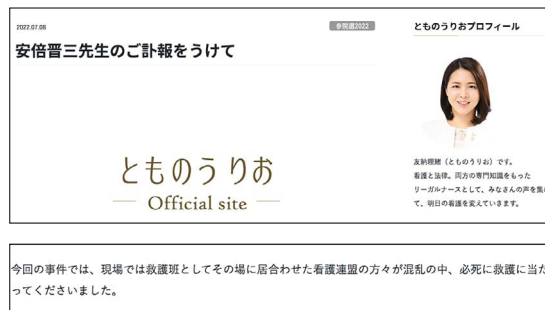 2022.07.08
参院選2022
安倍晋三先生のご訃報をうけて
とものうりお
Official site
とものうりおプロフィール
友納理緒（とものうりお）です。
看護と法律。両方の専門知識をもった
リーガルナースとして、みなさんの声を集め
て、明日の看護を変えていきます。
今回の事件では、現場では救護班としてその場に居合わせた看護連盟の方々が混乱の中、必死に救護に当た
ってくださいました。